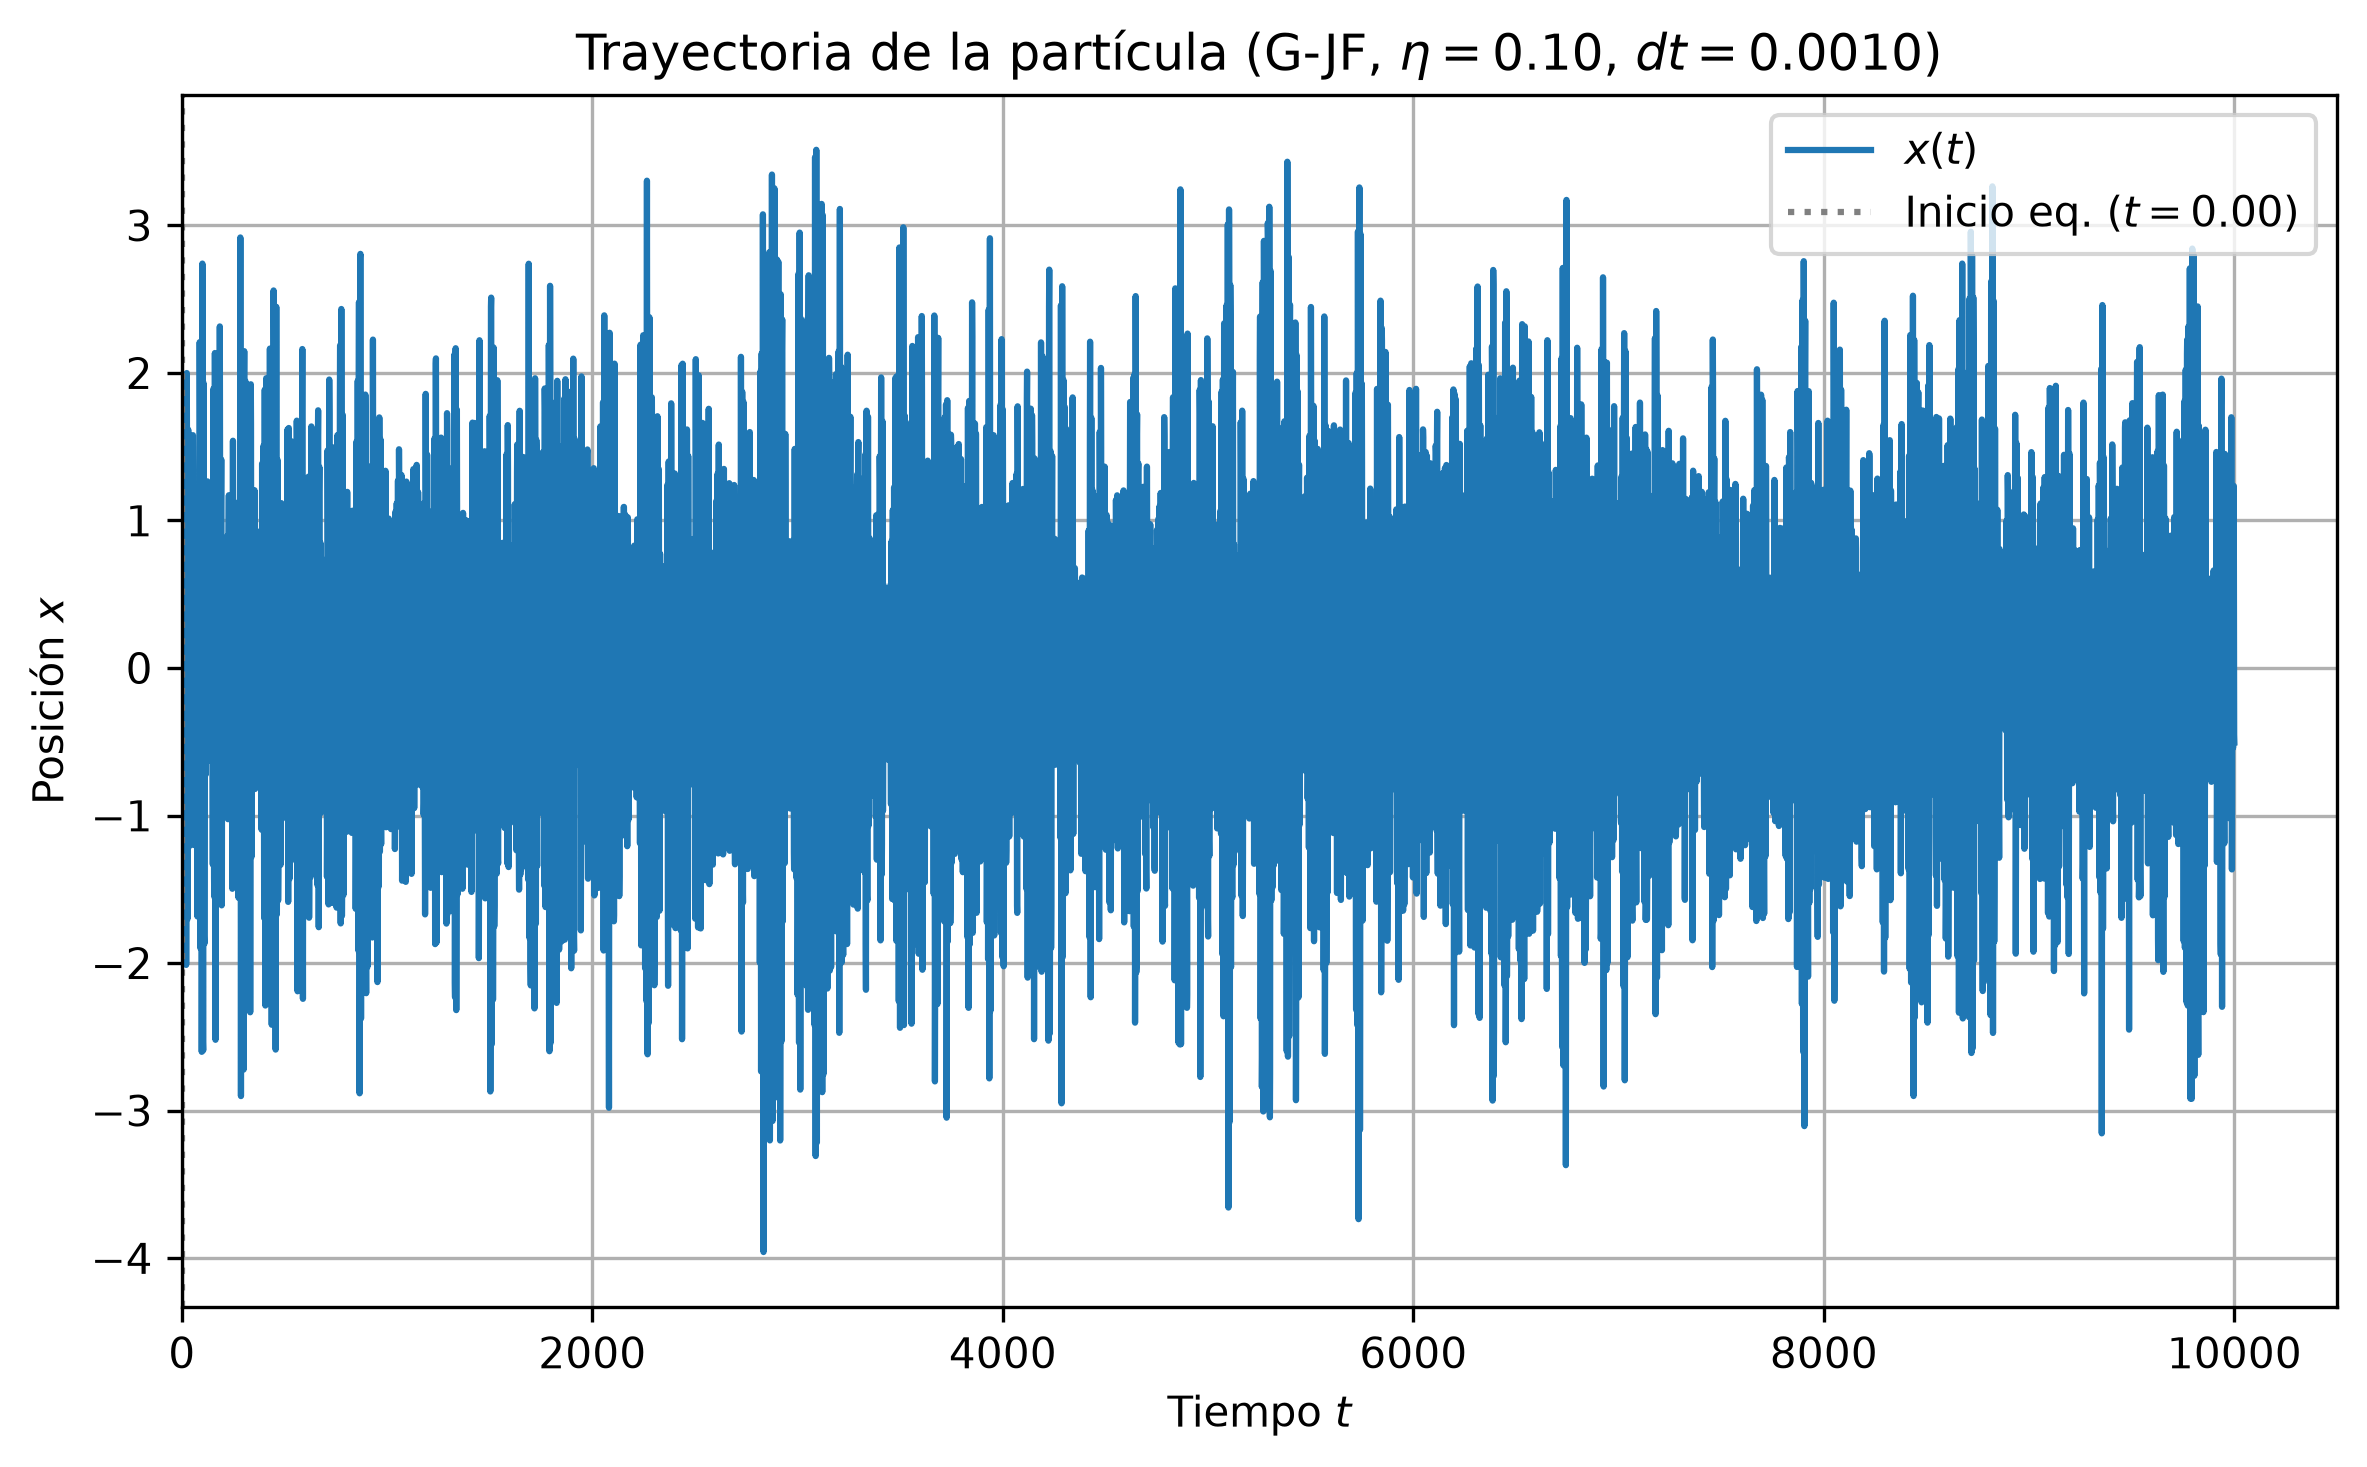 Trayectoria de la partícula (G-JF, η = 0.10, dt = 0.0010)
x(t)
Inicio eq. (t = 0.00)
Posición x
3
2
1
0
−1
−2
−3
−4
0 2000 4000 6000 8000 10000
Tiempo t